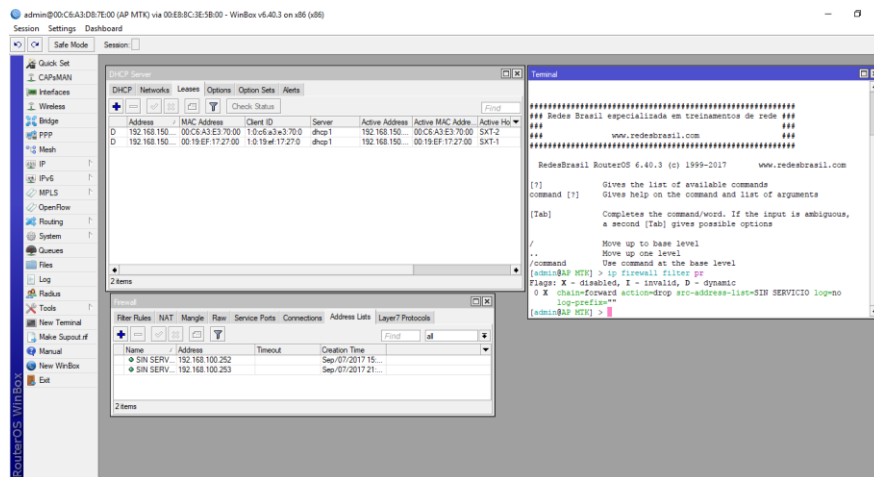 admin@00:C6:A3:D8:7E:00 (AP MTK) via 00:E8:8C:3E:5B:00 - WinBox v6.40.3 on x86 (x86)
Session Settings Dashboard
Safe Mode Session:
Quick Set
CAPsMAN
Interfaces
Wireless
Bridge
PPP
Mesh
IP
IPv6
MPLS
OpenFlow
Routing
System
Queues
Files
Log
Radius
Tools
New Terminal
Make Supout.rif
Manual
New WinBox
Exit
RouterOS WinBox
DHCP Server
DHCP Networks Leases Options Option Sets Alerts
Check Status Find
Address MAC Address Client ID Server Active Address Active MAC Addre... Active Ho
D 192.168.150.... 00:C6:A3:E3:70:00 1:0:c6:a3:e3:70:0 dhcp1 192.168.150.... 00:C6:A3:E3:70:00 SXT-2
D 192.168.150.... 00:19:EF:17:27:00 1:0:19:ef:17:27:0 dhcp1 192.168.150.... 00:19:EF:17:27:00 SXT-1
2 items
Firewall
Filter Rules NAT Mangle Raw Service Ports Connections Address Lists Layer7 Protocols
Find all
Name Address Timeout Creation Time
SIN SERV... 192.168.100.252 Sep/07/2017 15:...
SIN SERV... 192.168.100.253 Sep/07/2017 21:...
2 items
Terminal
############################################################
### Redes Brasil especializada em treinamentos de rede ###
### ###
### www.redesbrasil.com ###
############################################################
RedesBrasil RouterOS 6.40.3 (c) 1999-2017 www.redesbrasil.com
[?] Gives the list of available commands
command [?] Gives help on the command and list of arguments
[Tab] Completes the command/word. If the input is ambiguous,
a second [Tab] gives possible options
/ Move up to base level
.. Move up one level
/command Use command at the base level
[admin@AP MTK] > ip firewall filter pr
Flags: X - disabled, I - invalid, D - dynamic
0 X chain=forward action=drop src-address-list=SIN SERVICIO log=no
log-prefix=""
[admin@AP MTK] >